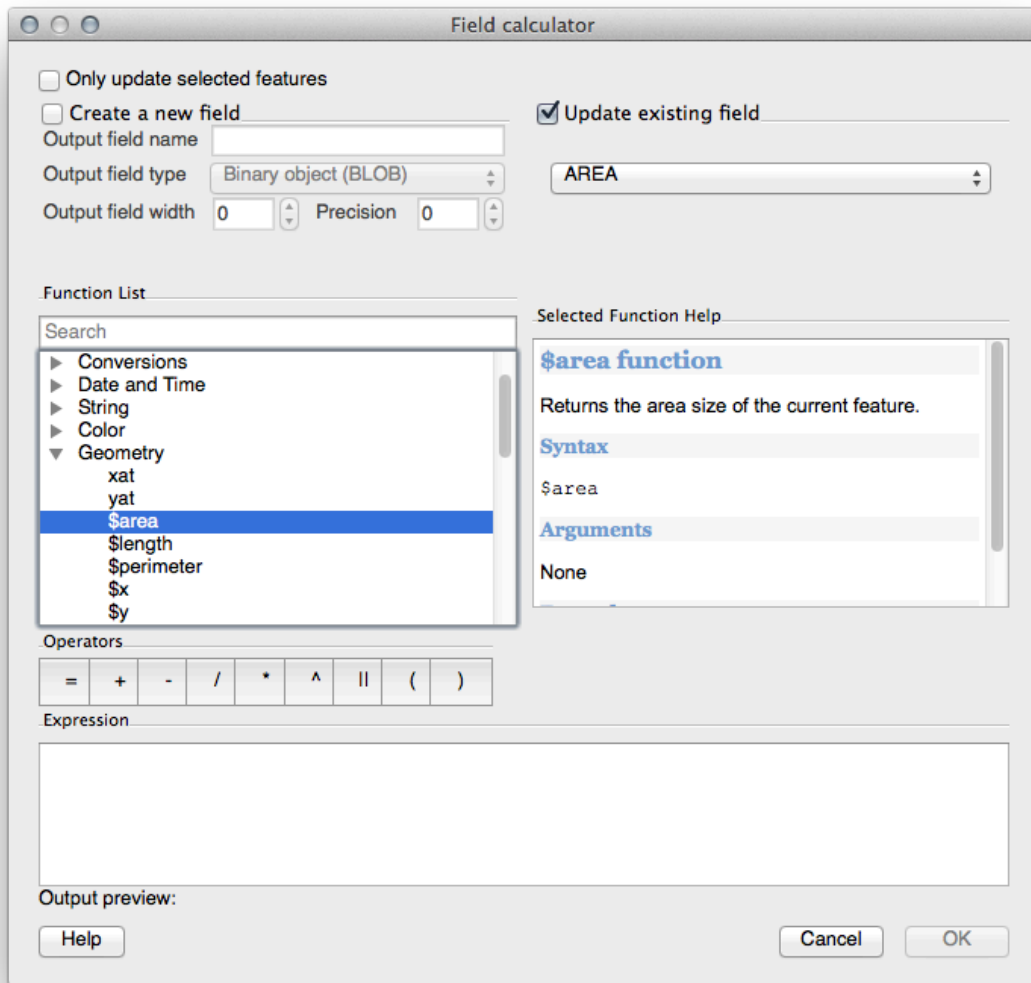 Field calculator
Only update selected features
Create a new field
Output field name
Output field type Binary object (BLOB)
Output field width 0 Precision 0
Update existing field
AREA
Function List
Search
Conversions
Date and Time
String
Color
Geometry
xat
yat
$area
$length
$perimeter
$x
$y
Selected Function Help
$area function
Returns the area size of the current feature.
Syntax
$area
Arguments
None
Operators
= + - / * ^ || ( )
Expression
Output preview:
Help Cancel OK